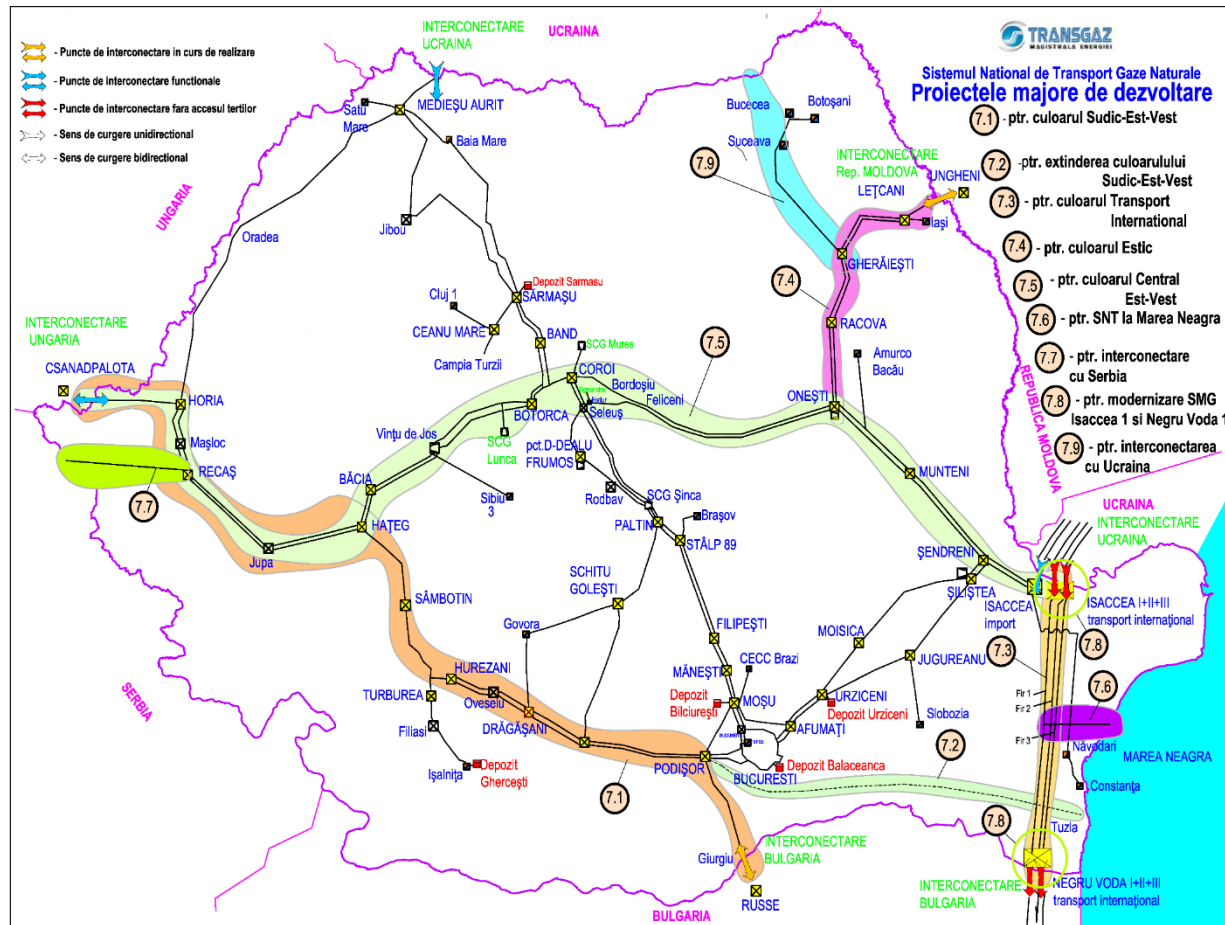 TRANSGAZ
MAGISTRALA ENERGIEI
Sistemul National de Transport Gaze Naturale
Proiectele majore de dezvoltare
7.1 - ptr. culoarul Sudic-Est-Vest
7.2 -ptr. extinderea culoarulului
Sudic-Est-Vest
7.3 - ptr. culoarul Transport
International
7.4 - ptr. culoarul Estic
7.5 - ptr. culoarul Central
Est-Vest
7.6 - ptr. SNT la Marea Neagra
7.7 - ptr. interconectare
cu Serbia
7.8 - ptr. modernizare SMG
Isaccea 1 si Negru Voda 1
7.9 - ptr. interconectarea
cu Ucraina
- Puncte de interconectare in curs de realizare
- Puncte de interconectare functionale
- Puncte de interconectare fara accesul tertilor
- Sens de curgere unidirectional
- Sens de curgere bidirectional
INTERCONECTARE
UCRAINA
UCRAINA
MEDIEŞU AURIT
Satu
Mare
Baia Mare
Bucecea
Botoşani
Suceava
7.9
INTERCONECTARE
Rep. MOLDOVA
LEŢCANI
UNGHENI
Iaşi
UNGARIA
Oradea
Jibou
GHERĂIEŞTI
7.4
Depozit Sarmasu
SĂRMAŞU
Cluj 1
CEANU MARE
BAND
Campia Turzii
RACOVA
REPUBLICA MOLDOVA
INTERCONECTARE
UNGARIA
CSANADPALOTA
SCG Mures
COROI
7.5
Amurco
Bacău
Bordoşiu
Feliceni
HORIA
BOTORCA
Seleuş
ONEŞTI
Maşloc
Vinţu de Jos
SCG
Lunca
pct.D-DEALU
FRUMOS
RECAŞ
7.7
BĂCIA
Sibiu
3
Rodbav
SCG Şinca
MUNTENI
HAŢEG
PALTIN
Braşov
STÂLP 89
UCRAINA
INTERCONECTARE
UCRAINA
Jupa
ŞENDRENI
SCHITU
GOLEŞTI
ŞILIŞTEA
ISACCEA
import
ISACCEA I+II+III
transport internaţional
SÂMBOTIN
Govora
FILIPEŞTI
MOISICA
7.8
7.3
CECC Brazi
JUGUREANU
HUREZANI
MĂNEŞTI
SERBIA
TURBUREA
Oveselu
Depozit
Bilciureşti
MOŞU
URZICENI
Fir 1
7.6
Fir 2
Depozit Urziceni
Filiasi
DRĂGĂŞANI
AFUMAŢI
Slobozia
Fir 3
Năvodari
MAREA NEAGRA
Işalniţa
Depozit
Gherceşti
PODIŞOR
BUCURESTI
Depozit Balaceanca
7.2
Constanţa
7.1
7.8
Tuzla
Giurgiu
INTERCONECTARE
BULGARIA
RUSSE
BULGARIA
INTERCONECTARE
BULGARIA
NEGRU VODA I+II+III
transport internaţional